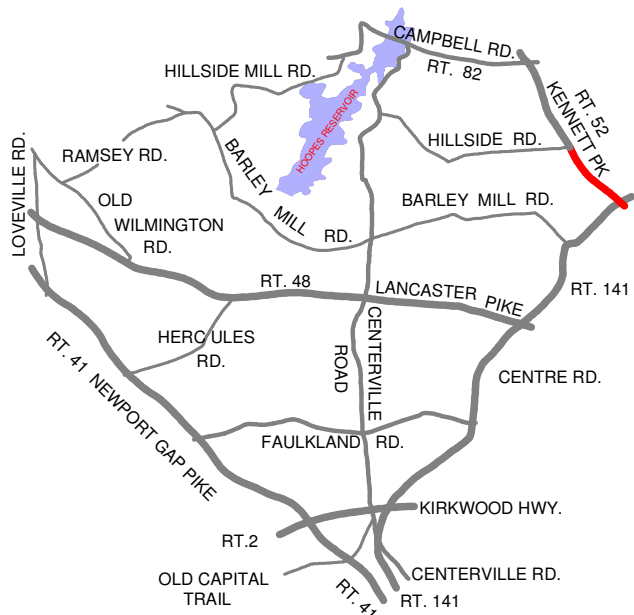 CAMPBELL RD.
RT. 82
HILLSIDE MILL RD.
RT. 52
KENNETT PK
HOOPES RESERVOIR
HILLSIDE RD.
RAMSEY RD.
BARLEY MILL RD.
BARLEY MILL RD.
LOVEVILLE RD.
OLD
WILMINGTON
RD.
RT. 48
LANCASTER PIKE
RT. 141
HERCULES
RD.
CENTERVILLE
ROAD
CENTRE RD.
RT. 41 NEWPORT GAP PIKE
FAULKLAND RD.
KIRKWOOD HWY.
RT.2
OLD CAPITAL
TRAIL
CENTERVILLE RD.
RT. 41
RT. 141